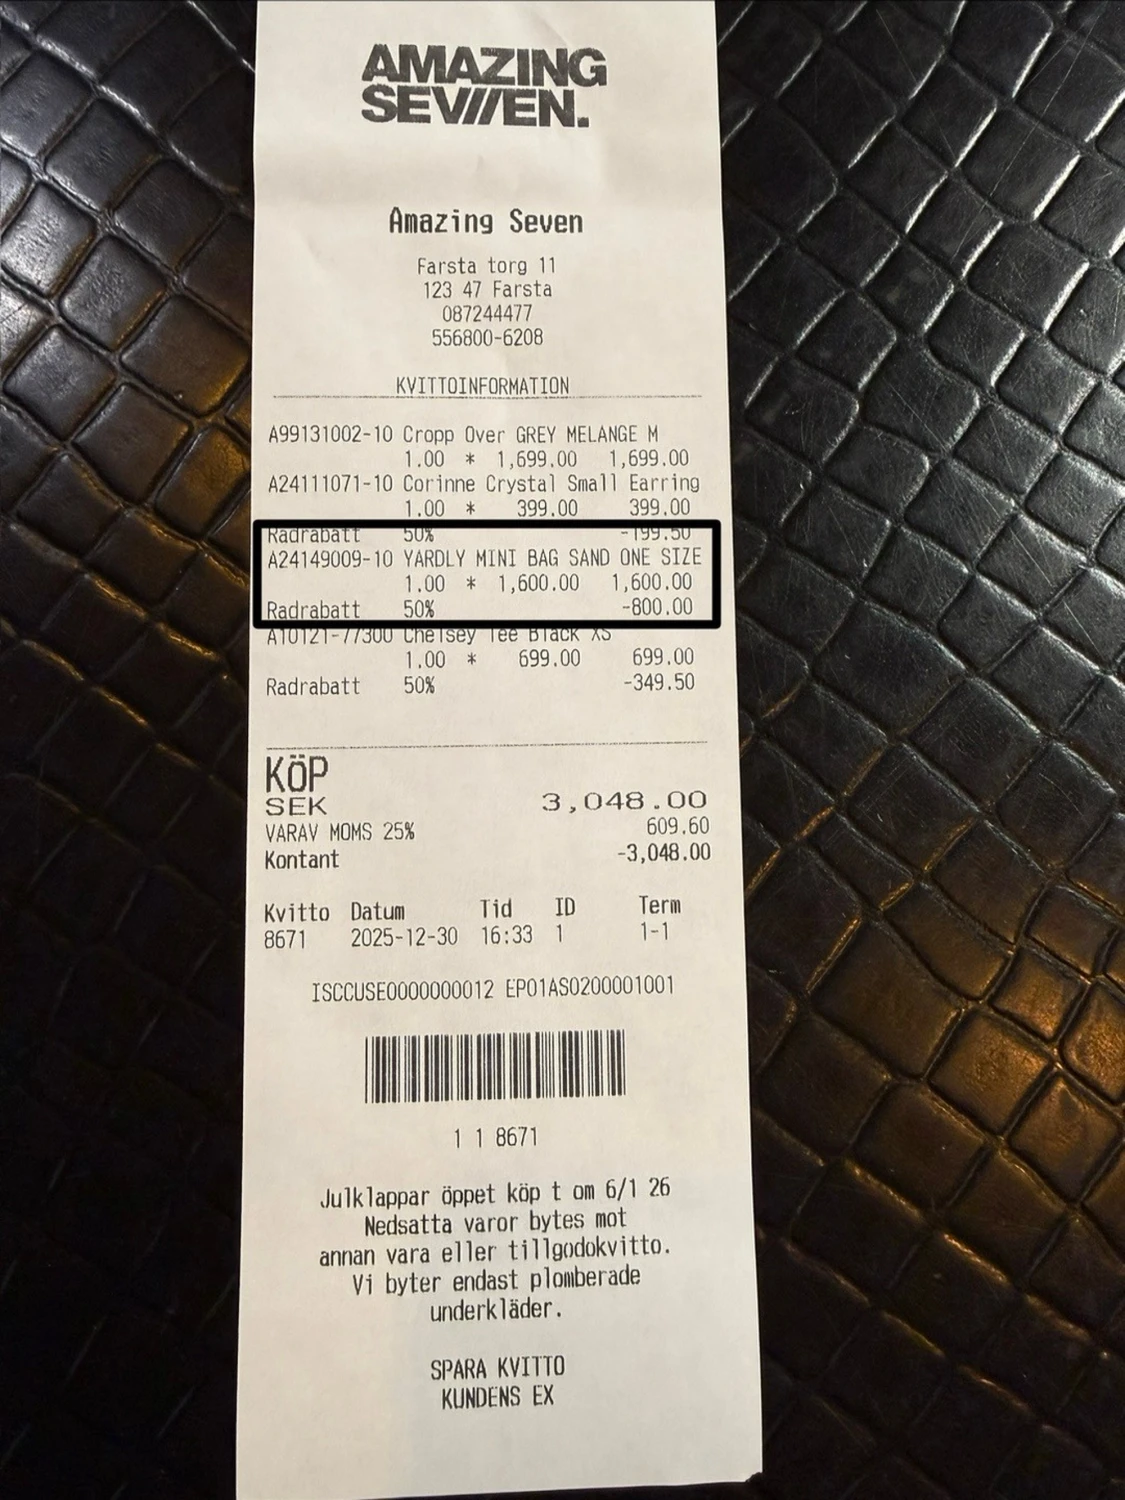 AMAZING
SEV///EN.
Amazing Seven
Farsta torg 11
123 47 Farsta
087244477
556800-6208
KVITTOINFORMATION
A99131002-10 Cropp Over GREY MELANGE M
1.00 * 1,699.00 1,699.00
A24111071-10 Corinne Crystal Small Earring
1.00 * 399.00 399.00
Radrabatt 50% -199.50
A24149009-10 YARDLY MINI BAG SAND ONE SIZE
1.00 * 1,600.00 1,600.00
Radrabatt 50% -800.00
A10121-77300 Chelsey Tee Black XS
1.00 * 699.00 699.00
Radrabatt 50% -349.50
KÖP
SEK 3,048.00
VARAV MOMS 25% 609.60
Kontant -3,048.00
Kvitto Datum Tid ID Term
8671 2025-12-30 16:33 1 1-1
ISCCUSE0000000012 EP01AS0200001001
1 1 8671
Julklappar öppet köp t om 6/1 26
Nedsatta varor bytes mot
annan vara eller tillgodokvitto.
Vi byter endast plomberade
underkläder.
SPARA KVITTO
KUNDENS EX